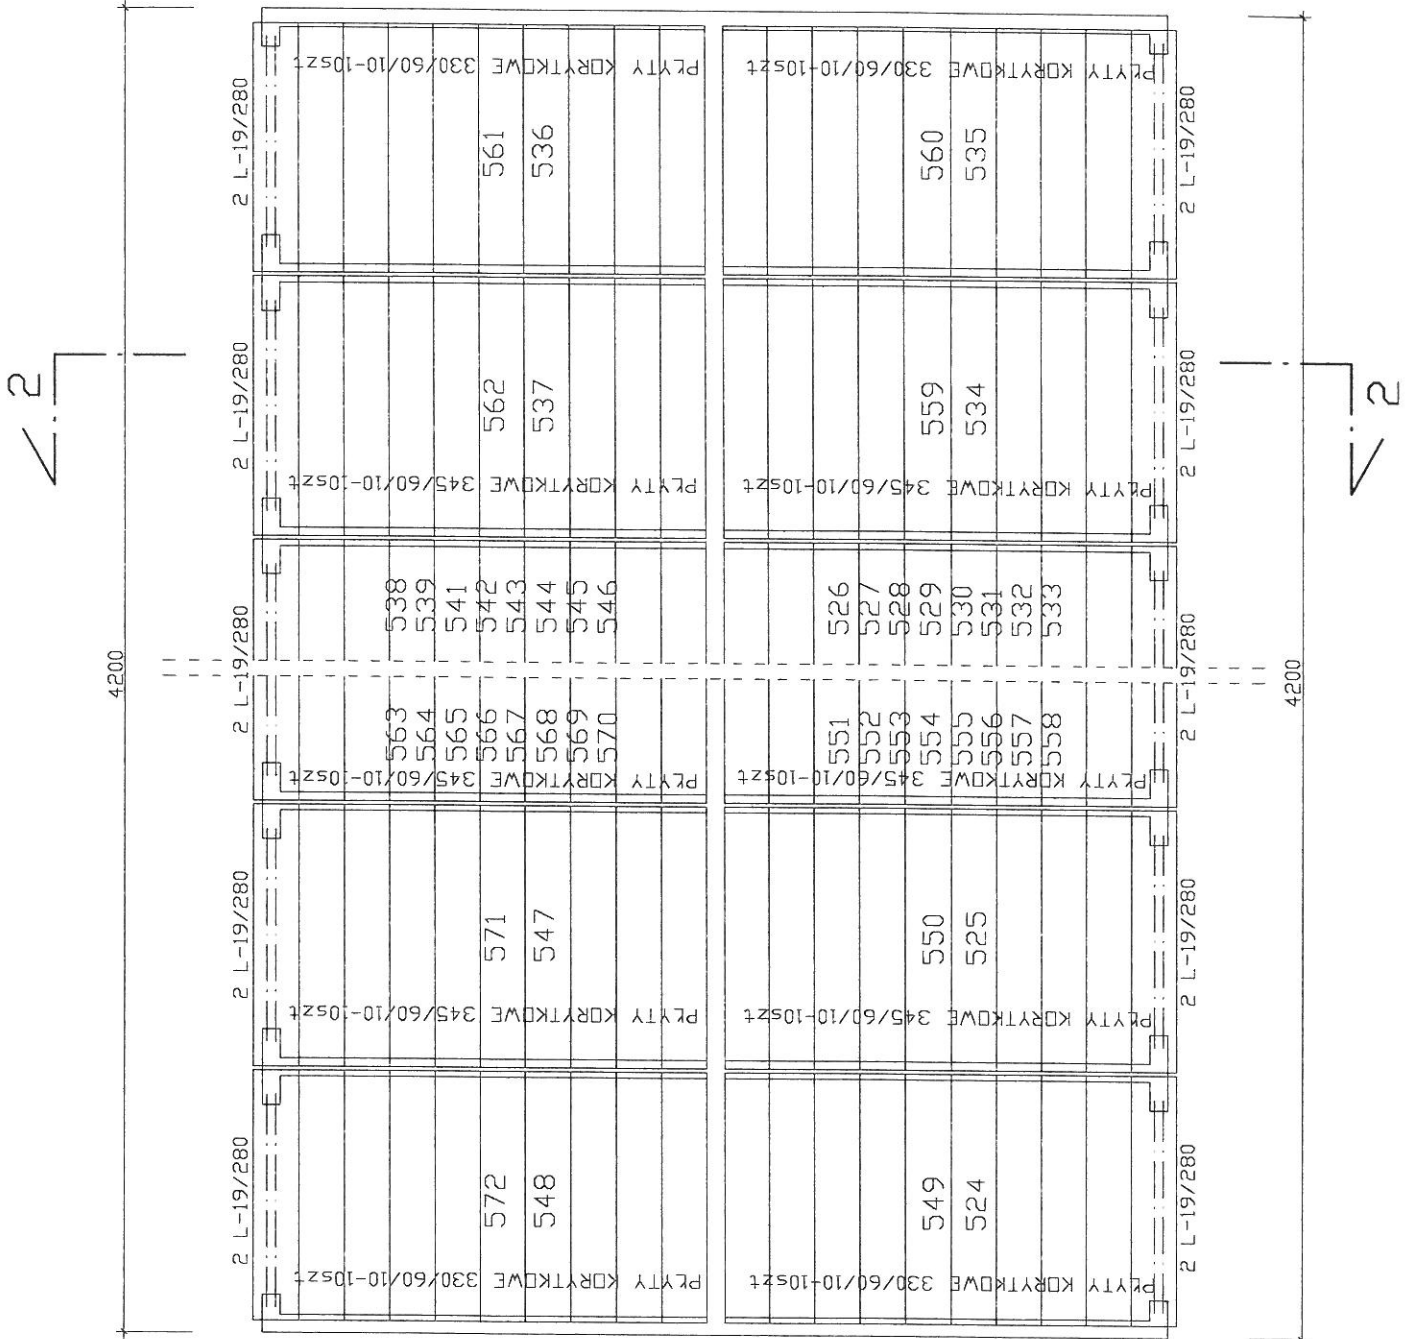 2 L-19/280
PŁYTY KORYTKOWE 330/60/10-10szt
PŁYTY KORYTKOWE 330/60/10-10szt
2 L-19/280
561
536
560
535
2
2 L-19/280
562
537
559
534
2 L-19/280
2
PŁYTY KORYTKOWE 345/60/10-10szt
PŁYTY KORYTKOWE 345/60/10-10szt
538
539
541
542
543
544
545
546
526
527
528
529
530
531
532
533
4200
2 L-19/280
2 L-19/280
4200
563
564
565
566
567
568
569
570
551
552
553
554
555
556
557
558
PŁYTY KORYTKOWE 345/60/10-10szt
PŁYTY KORYTKOWE 345/60/10-10szt
2 L-19/280
571
547
550
525
2 L-19/280
PŁYTY KORYTKOWE 345/60/10-10szt
PŁYTY KORYTKOWE 345/60/10-10szt
2 L-19/280
572
548
549
524
2 L-19/280
PŁYTY KORYTKOWE 330/60/10-10szt
PŁYTY KORYTKOWE 330/60/10-10szt